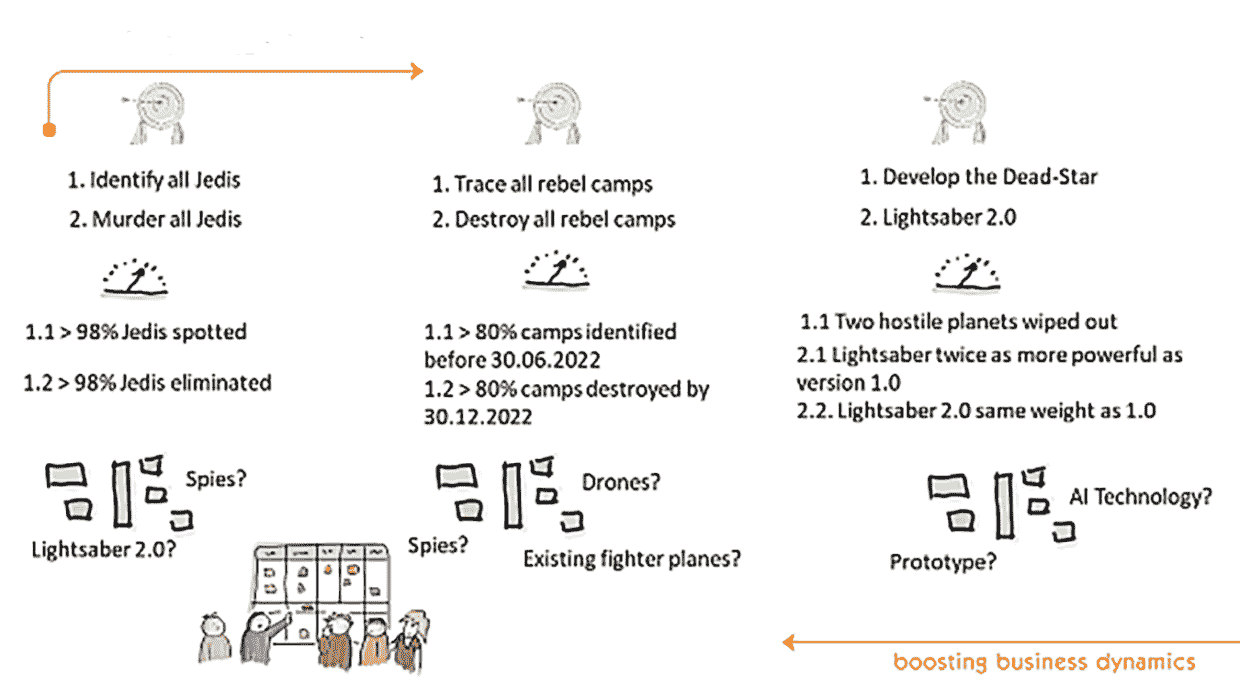 1. Identify all Jedis
2. Murder all Jedis
1.1 > 98% Jedis spotted
1.2 > 98% Jedis eliminated
Spies?
Lightsaber 2.0?
1. Trace all rebel camps
2. Destroy all rebel camps
1.1 > 80% camps identified
before 30.06.2022
1.2 > 80% camps destroyed by
30.12.2022
Drones?
Spies?
Existing fighter planes?
1. Develop the Dead-Star
2. Lightsaber 2.0
1.1 Two hostile planets wiped out
2.1 Lightsaber twice as more powerful as
version 1.0
2.2. Lightsaber 2.0 same weight as 1.0
AI Technology?
Prototype?
boosting business dynamics